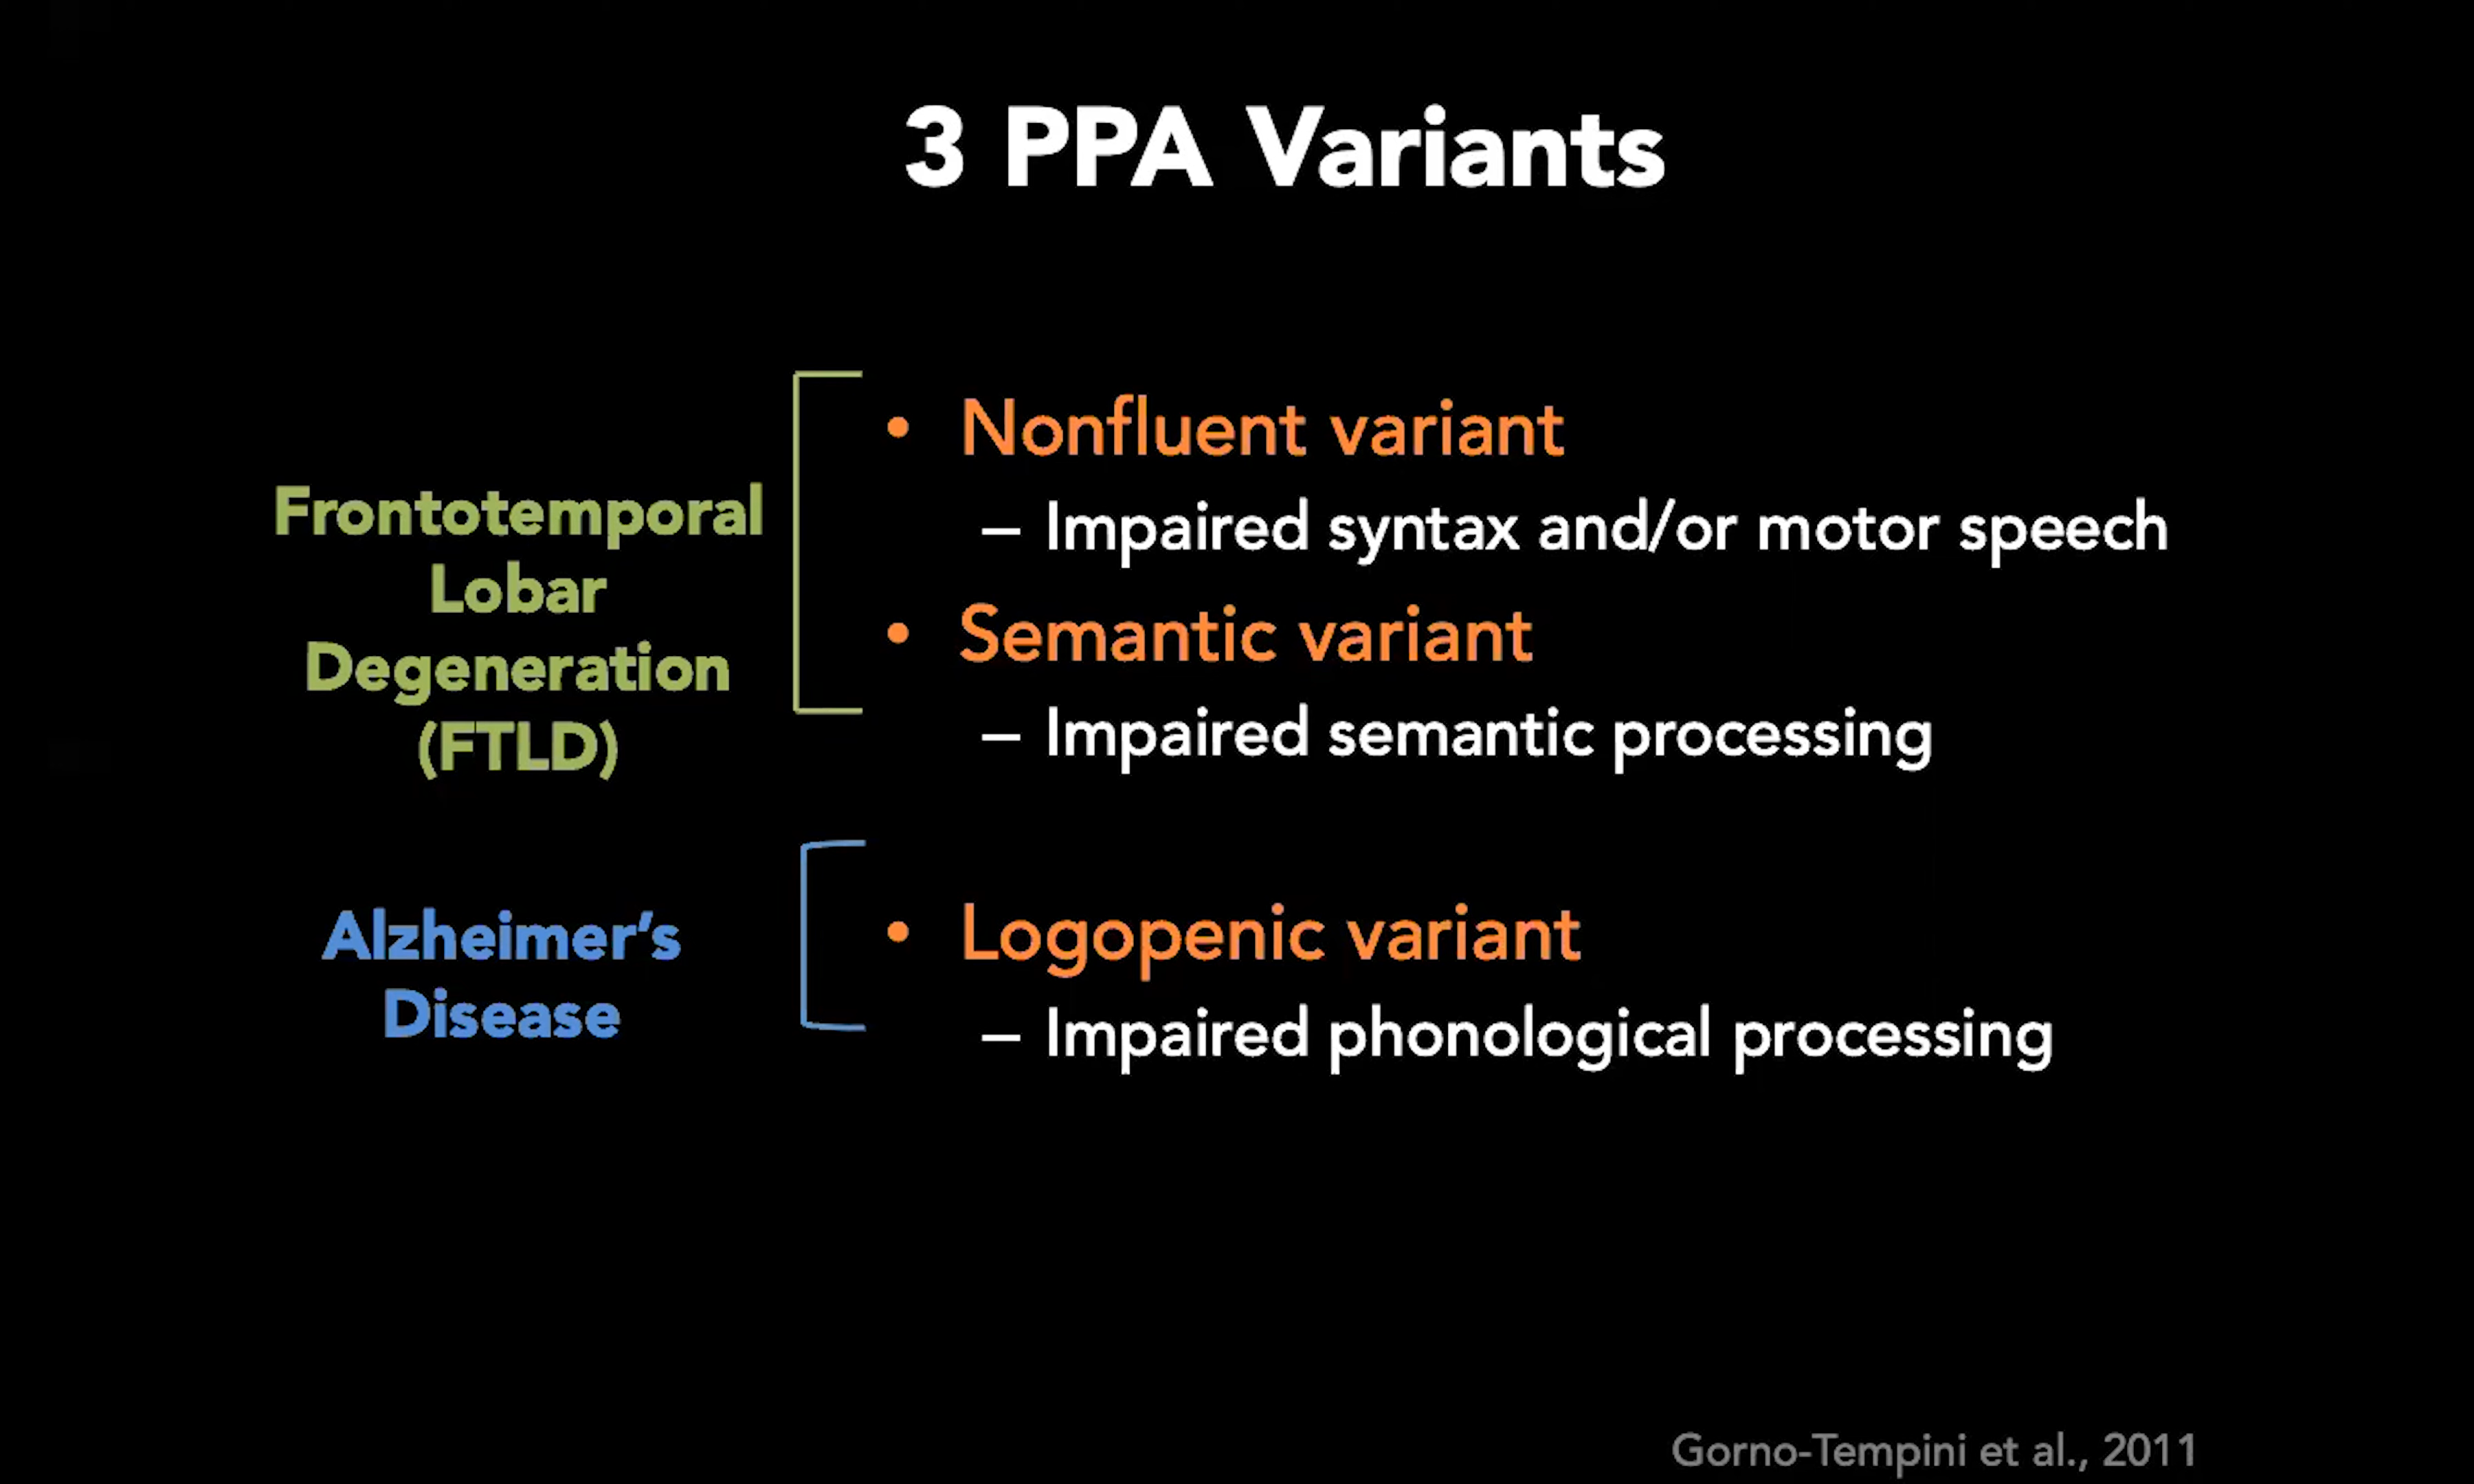 3 PPA Variants
Frontotemporal
Lobar
Degeneration
(FTLD)
• Nonfluent variant
– Impaired syntax and/or motor speech
• Semantic variant
– Impaired semantic processing
Alzheimer's
Disease
• Logopenic variant
– Impaired phonological processing
Gorno-Tempini et al., 2011